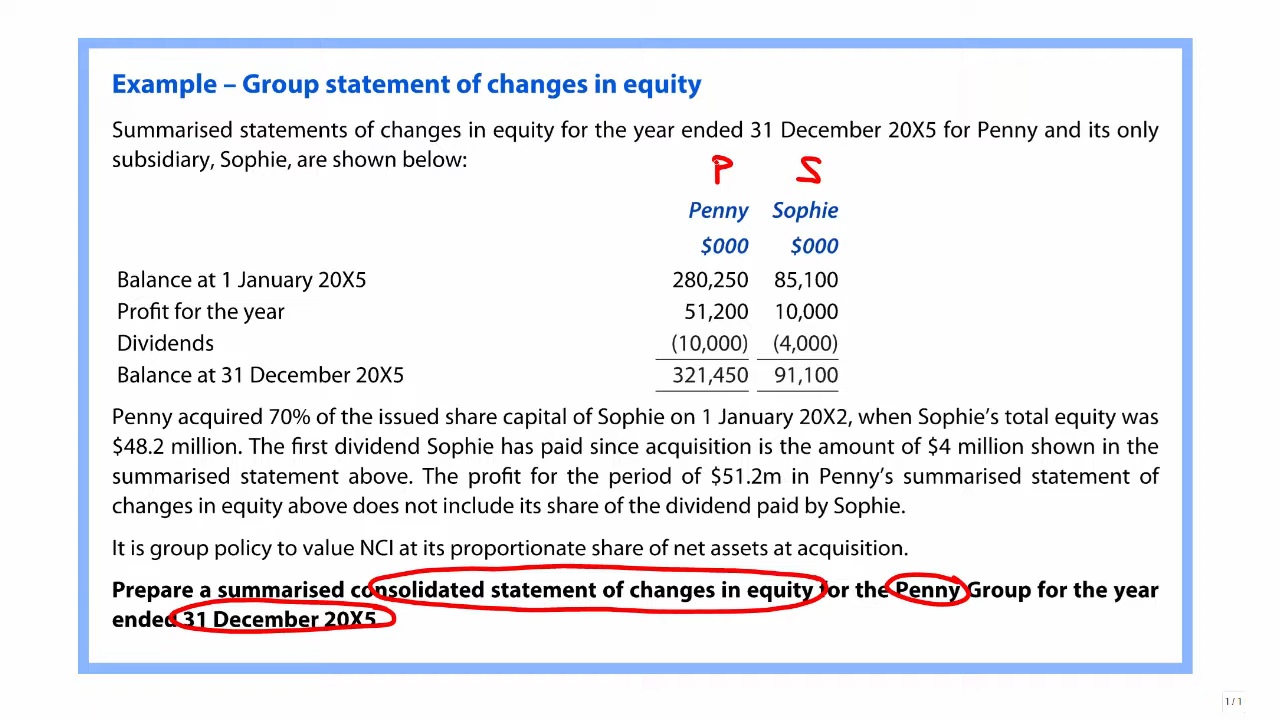 Example – Group statement of changes in equity
Summarised statements of changes in equity for the year ended 31 December 20X5 for Penny and its only
subsidiary, Sophie, are shown below:
P S
Penny Sophie
$000 $000
Balance at 1 January 20X5 280,250 85,100
Profit for the year 51,200 10,000
Dividends (10,000) (4,000)
Balance at 31 December 20X5 321,450 91,100
Penny acquired 70% of the issued share capital of Sophie on 1 January 20X2, when Sophie’s total equity was
$48.2 million. The first dividend Sophie has paid since acquisition is the amount of $4 million shown in the
summarised statement above. The profit for the period of $51.2m in Penny’s summarised statement of
changes in equity above does not include its share of the dividend paid by Sophie.
It is group policy to value NCI at its proportionate share of net assets at acquisition.
Prepare a summarised consolidated statement of changes in equity for the Penny Group for the year
ended 31 December 20X5
1 / 1